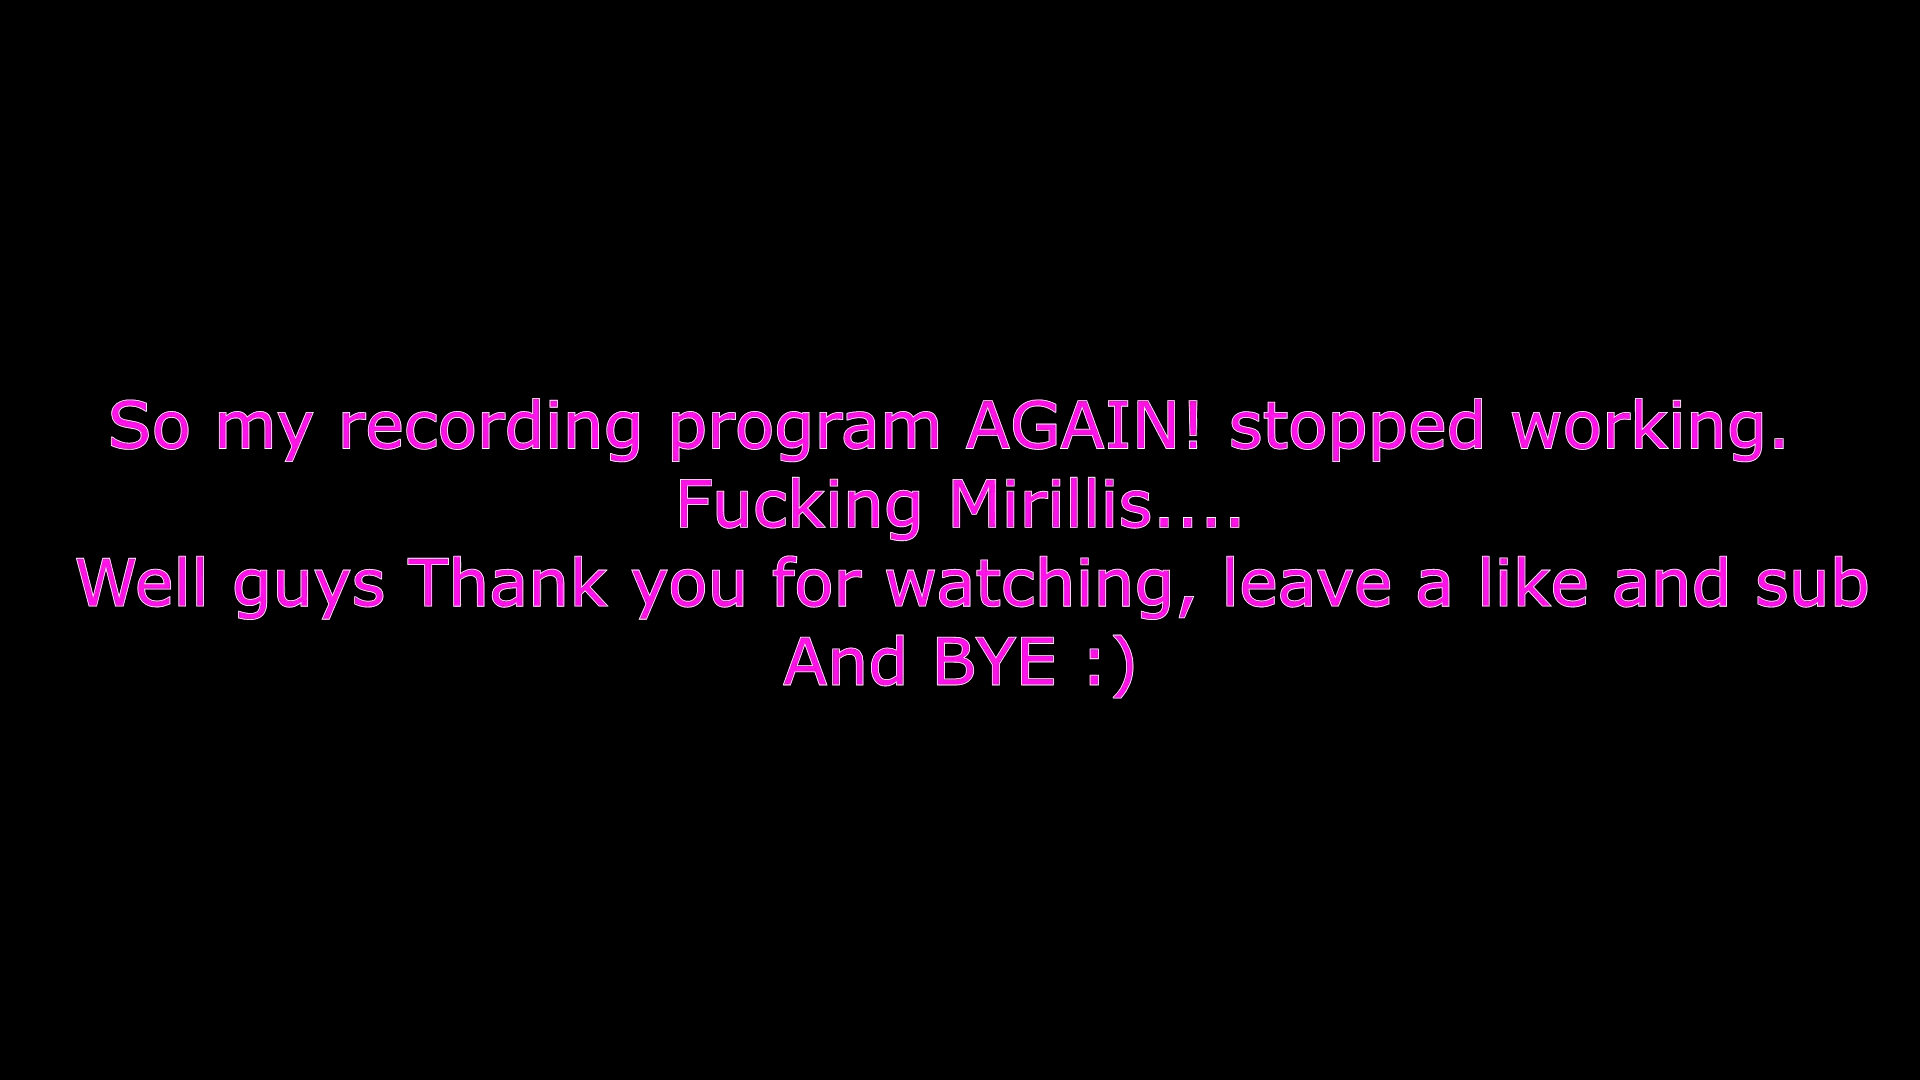 So my recording program AGAIN! stopped working.
Fucking Mirillis....
Well guys Thank you for watching, leave a like and sub
And BYE :)